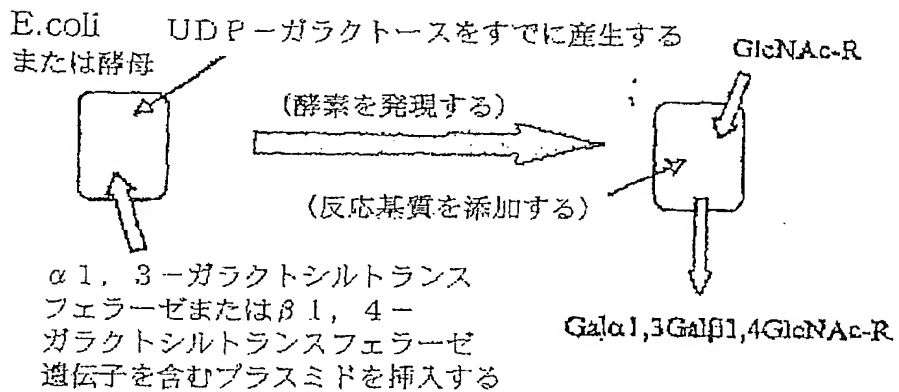 E.coli
または酵母
UDP－ガラクトースをすでに産生する
GlcNAc-R
(酵素を発現する)
(反応基質を添加する)
α1，3－ガラクトシルトランス
フェラーゼまたはβ1，4－
ガラクトシルトランスフェラーゼ
遺伝子を含むプラスミドを挿入する
Galα1,3Galβ1,4GlcNAc-R